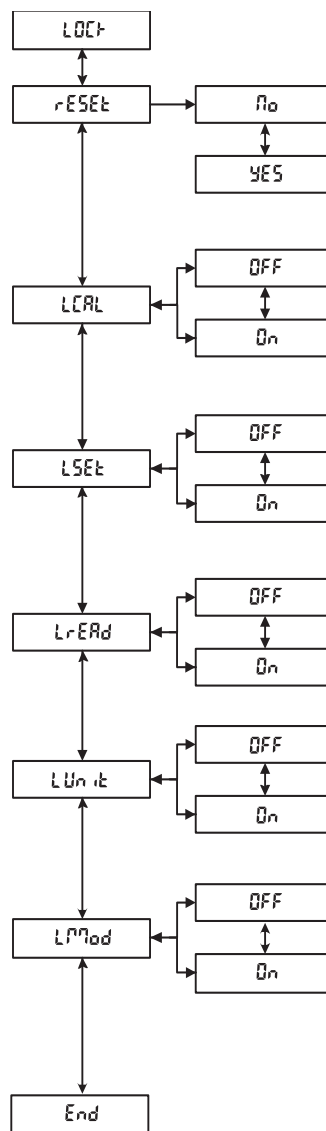 LOCk
rESEt
No
YES
LCAL
OFF
On
LSEt
OFF
On
LrEAd
OFF
On
LUnit
OFF
On
LMod
OFF
On
End